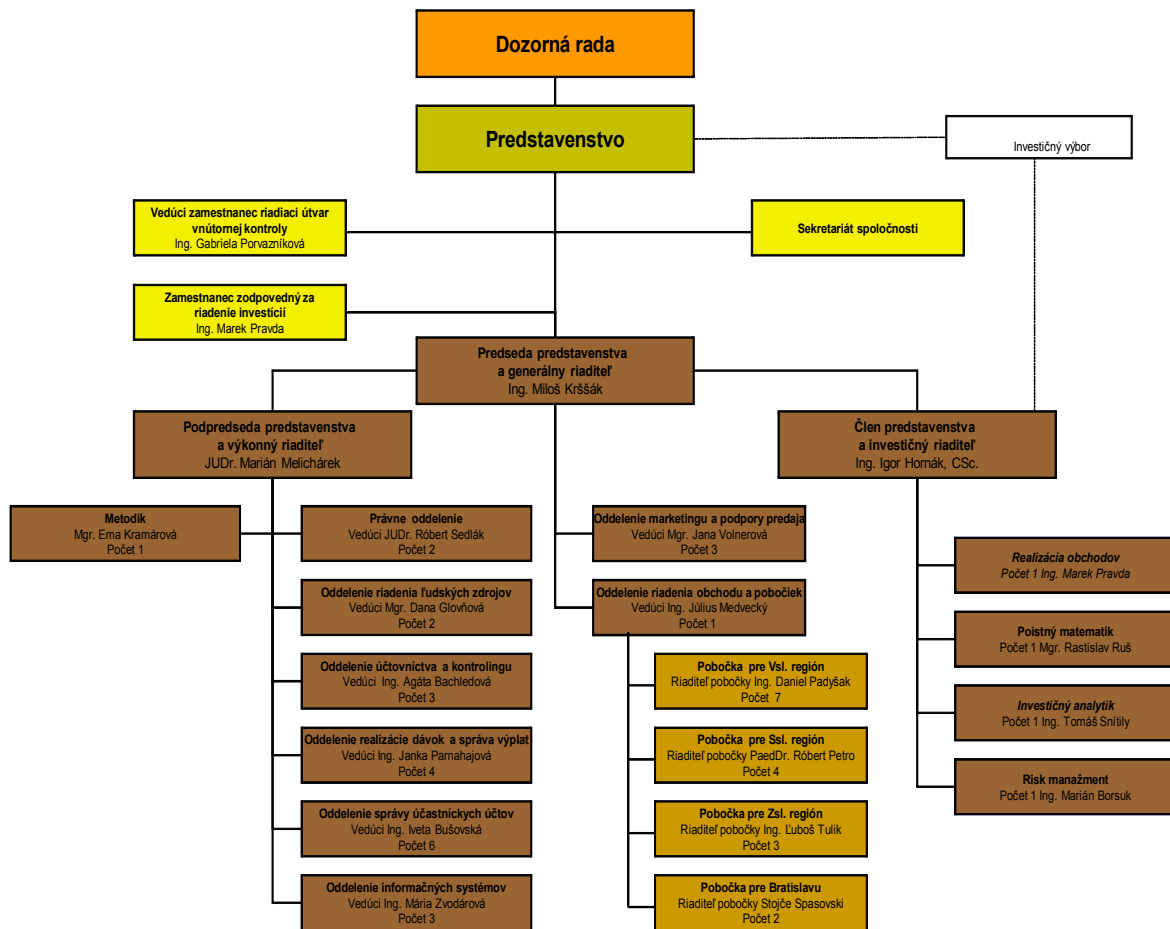 Dozorná rada
Predstavenstvo
Investičný výbor
Vedúci zamestnanec riadiaci útvar
vnútornej kontroly
Ing. Gabriela Porvazníková
Sekretariát spoločnosti
Zamestnanec zodpovedný za
riadenie investícií
Ing. Marek Pravda
Predseda predstavenstva
a generálny riaditeľ
Ing. Miloš Krššák
Podpredseda predstavenstva
a výkonný riaditeľ
JUDr. Marián Melichárek
Člen predstavenstva
a investičný riaditeľ
Ing. Igor Hornák, CSc.
Metodik
Mgr. Ema Kramárová
Počet 1
Právne oddelenie
Vedúci JUDr. Róbert Sedlák
Počet 2
Oddelenie riadenia ľudských zdrojov
Vedúci Mgr. Dana Glovňová
Počet 2
Oddelenie účtovníctva a kontrolingu
Vedúci Ing. Agáta Bachledová
Počet 3
Oddelenie realizácie dávok a správa výplat
Vedúci Ing. Janka Parnahajová
Počet 4
Oddelenie správy účastníckych účtov
Vedúci Ing. Iveta Bušovská
Počet 6
Oddelenie informačných systémov
Vedúci Ing. Mária Zvodárová
Počet 3
Oddelenie marketingu a podpory predaja
Vedúci Mgr. Jana Volnerová
Počet 3
Oddelenie riadenia obchodu a pobočiek
Vedúci Ing. Július Medvecký
Počet 1
Pobočka pre Vsl. región
Riaditeľ pobočky Ing. Daniel Padyšak
Počet 7
Pobočka pre Ssl. región
Riaditeľ pobočky PaedDr. Róbert Petro
Počet 4
Pobočka pre Zsl. región
Riaditeľ pobočky Ing. Ľuboš Tulik
Počet 3
Pobočka pre Bratislavu
Riaditeľ pobočky Stojče Spasovski
Počet 2
Realizácia obchodov
Počet 1 Ing. Marek Pravda
Poistný matematik
Počet 1 Mgr. Rastislav Ruš
Investičný analytik
Počet 1 Ing. Tomáš Snítily
Risk manažment
Počet 1 Ing. Marián Borsuk